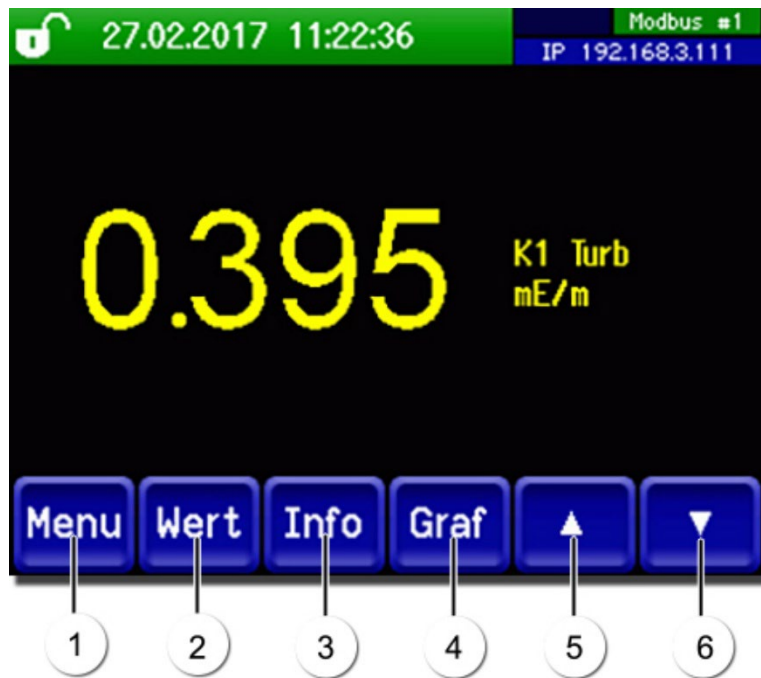 27.02.2017 11:22:36
Modbus #1
IP 192.168.3.111
0.395
K1 Turb
mE/m
Menu Wert Info Graf ▲ ▼
1 2 3 4 5 6